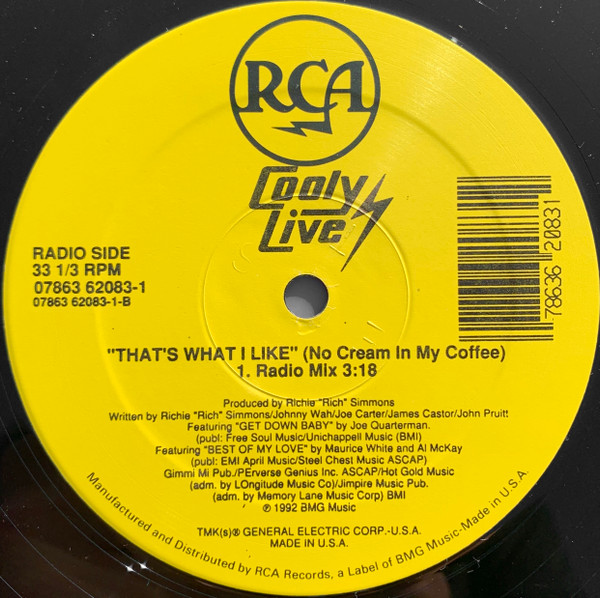 RCA
Cooly
Live
RADIO SIDE
33 1/3 RPM
07863 62083-1
07863 62083-1-B
78636 20831
"THAT'S WHAT I LIKE" (No Cream In My Coffee)
1. Radio Mix 3:18
Produced by Richie "Rich" Simmons
Written by Richie "Rich" Simmons/Johnny Wah/Joe Carter/James Castor/John Pruitt
Featuring "GET DOWN BABY" by Joe Quarterman.
(publ: Free Soul Music/Unichappell Music (BMI)
Featuring "BEST OF MY LOVE" by Maurice White and Al McKay
(publ: EMI April Music/Steel Chest Music ASCAP)
Gimmi Mi Pub./PErverse Genius Inc. ASCAP/Hot Gold Music
(adm. by LOngitude Music Co)/Jimpire Music Pub.
(adm. by Memory Lane Music Corp) BMI
℗ 1992 BMG Music
TMK(s)® GENERAL ELECTRIC CORP.-U.S.A.
MADE IN U.S.A.
Manufactured and Distributed by RCA Records, a Label of BMG Music-Made in U.S.A.